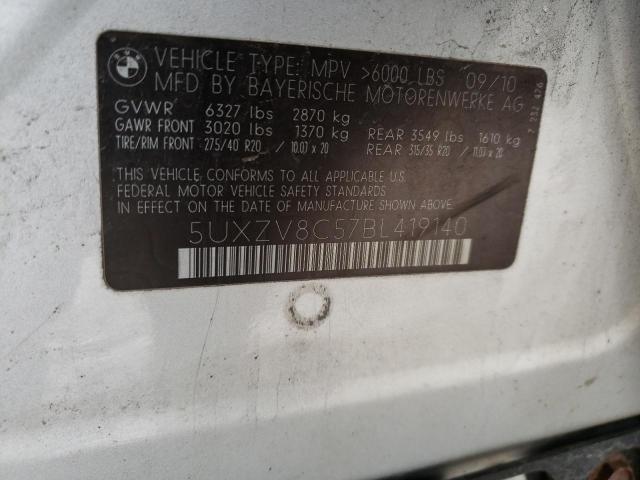 BMW
VEHICLE TYPE: MPV >6000 LBS 09/10
MFD BY BAYERISCHE MOTORENWERKE AG
GVWR 6327 lbs 2870 kg
GAWR FRONT 3020 lbs 1370 kg REAR 3549 lbs 1610 kg
TIRE/RIM FRONT 275/40 R20 / 10.0J x 20 REAR 315/35 R20 / 11.0J x 20
THIS VEHICLE CONFORMS TO ALL APPLICABLE U.S.
FEDERAL MOTOR VEHICLE SAFETY STANDARDS
IN EFFECT ON THE DATE OF MANUFACTURE SHOWN ABOVE.
5UXZV8C57BL419140